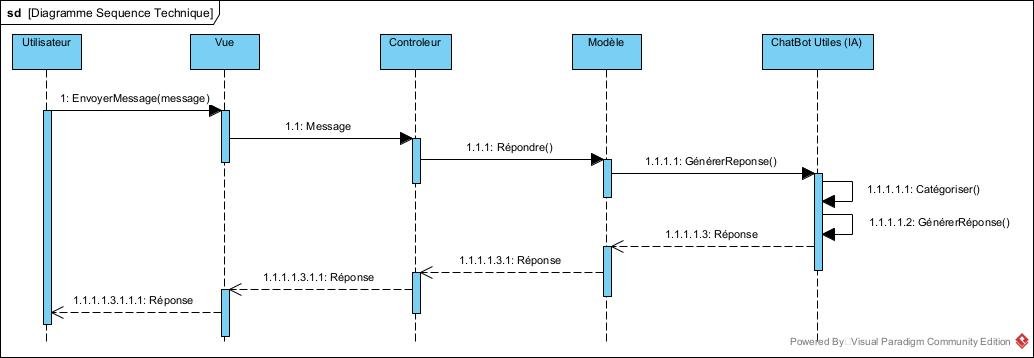 sd [Diagramme Sequence Technique]
Utilisateur
Vue
Controleur
Modèle
ChatBot Utiles (IA)
1: EnvoyerMessage(message)
1.1: Message
1.1.1: Répondre()
1.1.1.1: GénérerReponse()
1.1.1.1.1: Catégoriser()
1.1.1.1.2: GénérerRéponse()
1.1.1.1.3: Réponse
1.1.1.1.3.1: Réponse
1.1.1.1.3.1.1: Réponse
1.1.1.1.3.1.1.1: Réponse
Powered By Visual Paradigm Community Edition